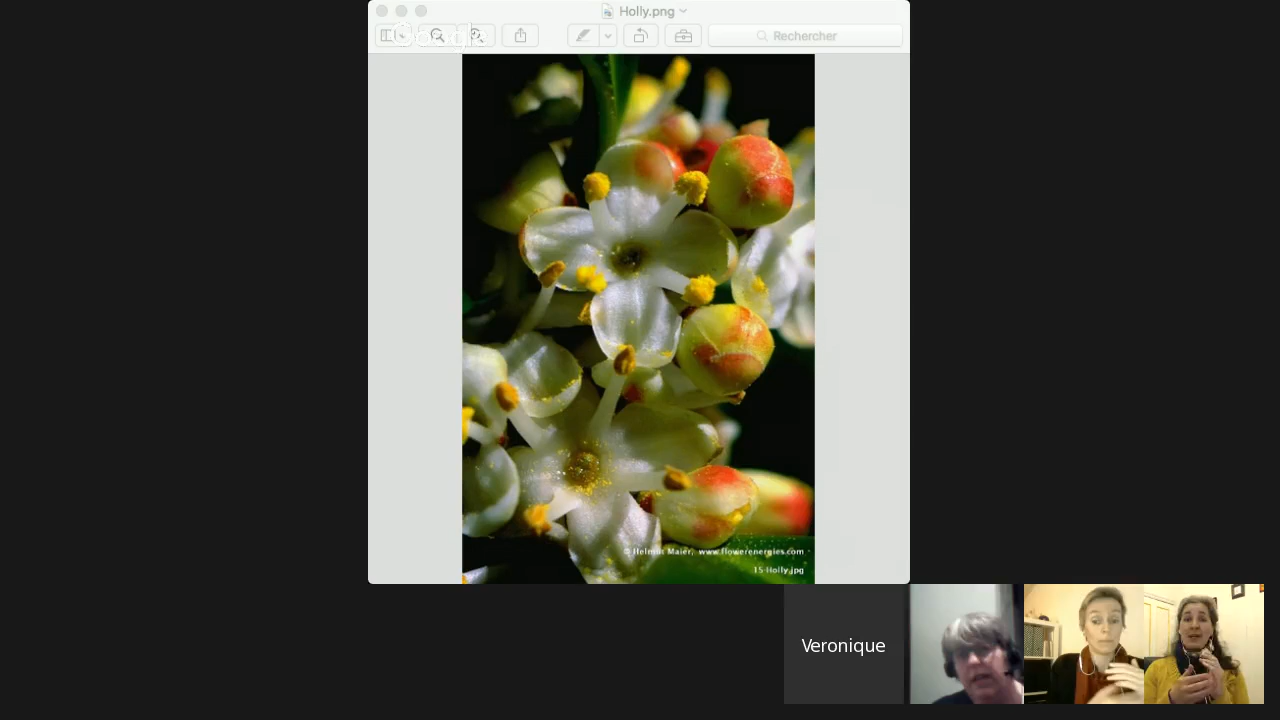 Holly.png
Rechercher
© Helmut Maier, www.flowerenergies.com
15-Holly.jpg
Veronique